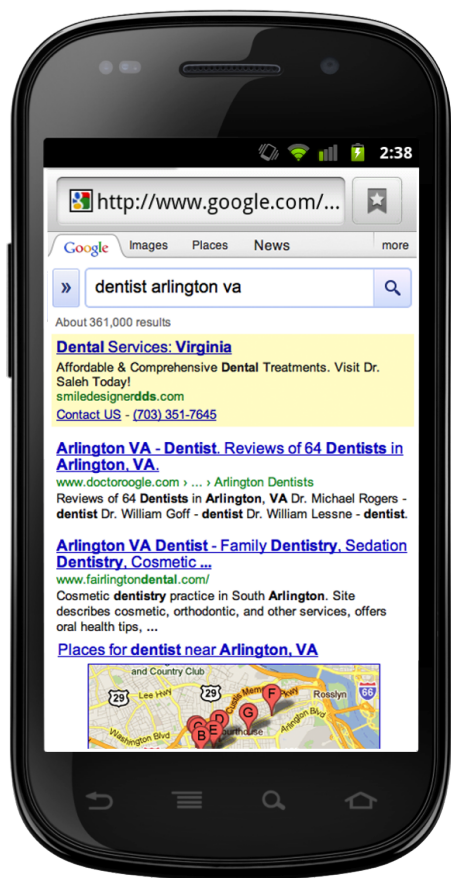 2:38
http://www.google.com/...
Google Images Places News more
» dentist arlington va
About 361,000 results
Dental Services: Virginia
Affordable & Comprehensive Dental Treatments. Visit Dr.
Saleh Today!
smiledesignerdds.com
Contact US - (703) 351-7645
Arlington VA - Dentist. Reviews of 64 Dentists in
Arlington, VA.
www.doctoroogle.com › ... › Arlington Dentists
Reviews of 64 Dentists in Arlington, VA Dr. Michael Rogers -
dentist Dr. William Goff - dentist Dr. William Lessne - dentist.
Arlington VA Dentist - Family Dentistry, Sedation
Dentistry, Cosmetic ...
www.fairlingtondental.com/
Cosmetic dentistry practice in South Arlington. Site
describes cosmetic, orthodontic, and other services, offers
oral health tips, ...
Places for dentist near Arlington, VA
and Country Club
29 Lee Hwy 29 Pkwy Rosslyn 66
F
G
D
E
B
Washington Blvd
Arlington Blvd